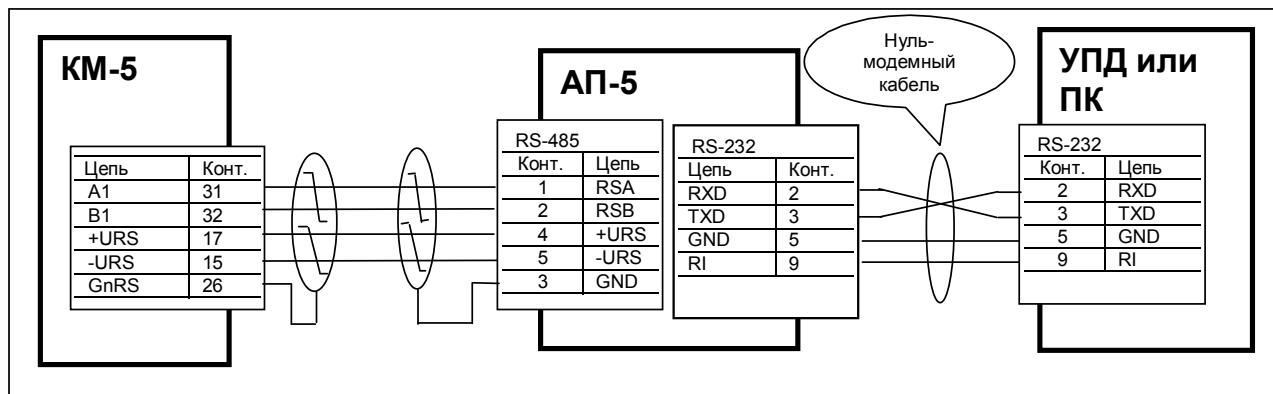 КМ-5
Цепь Конт.
A1 31
B1 32
+URS 17
-URS 15
GnRS 26
АП-5
RS-485
Конт. Цепь
1 RSA
2 RSB
4 +URS
5 -URS
3 GND
RS-232
Цепь Конт.
RXD 2
TXD 3
GND 5
RI 9
Нуль-
модемный
кабель
УПД или
ПК
RS-232
Конт. Цепь
2 RXD
3 TXD
5 GND
9 RI